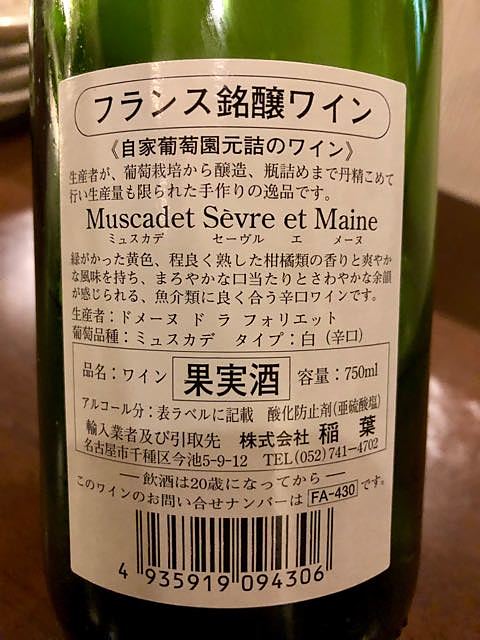 フランス銘醸ワイン
《自家葡萄園元詰のワイン》
生産者が、葡萄栽培から醸造、瓶詰めまで丹精こめて
行い生産量も限られた手作りの逸品です。
Muscadet Sèvre et Maine
ミュスカデ セーヴル エ メーヌ
緑がかった黄色、程良く熟した柑橘類の香りと爽やか
な風味を持ち、まろやかな口当たりとさわやかな余韻
が感じられる、魚介類に良く合う辛口ワインです。
生産者：ドメーヌ ド ラ フォリエット
葡萄品種：ミュスカデ タイプ：白（辛口）
品名：ワイン 果実酒 容量：750ml
アルコール分：表ラベルに記載 酸化防止剤(亜硫酸塩)
輸入業者及び引取先 株式会社 稲葉
名古屋市千種区今池5-9-12 TEL(052)741-4702
―飲酒は20歳になってから―
このワインのお問い合せナンバーは FA-430 です。
4 935919 094306